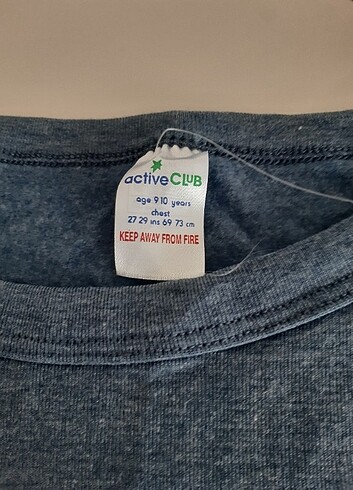 activeCLUB
age 9 10 years
chest
27 29 ins 69 73 cm
KEEP AWAY FROM FIRE